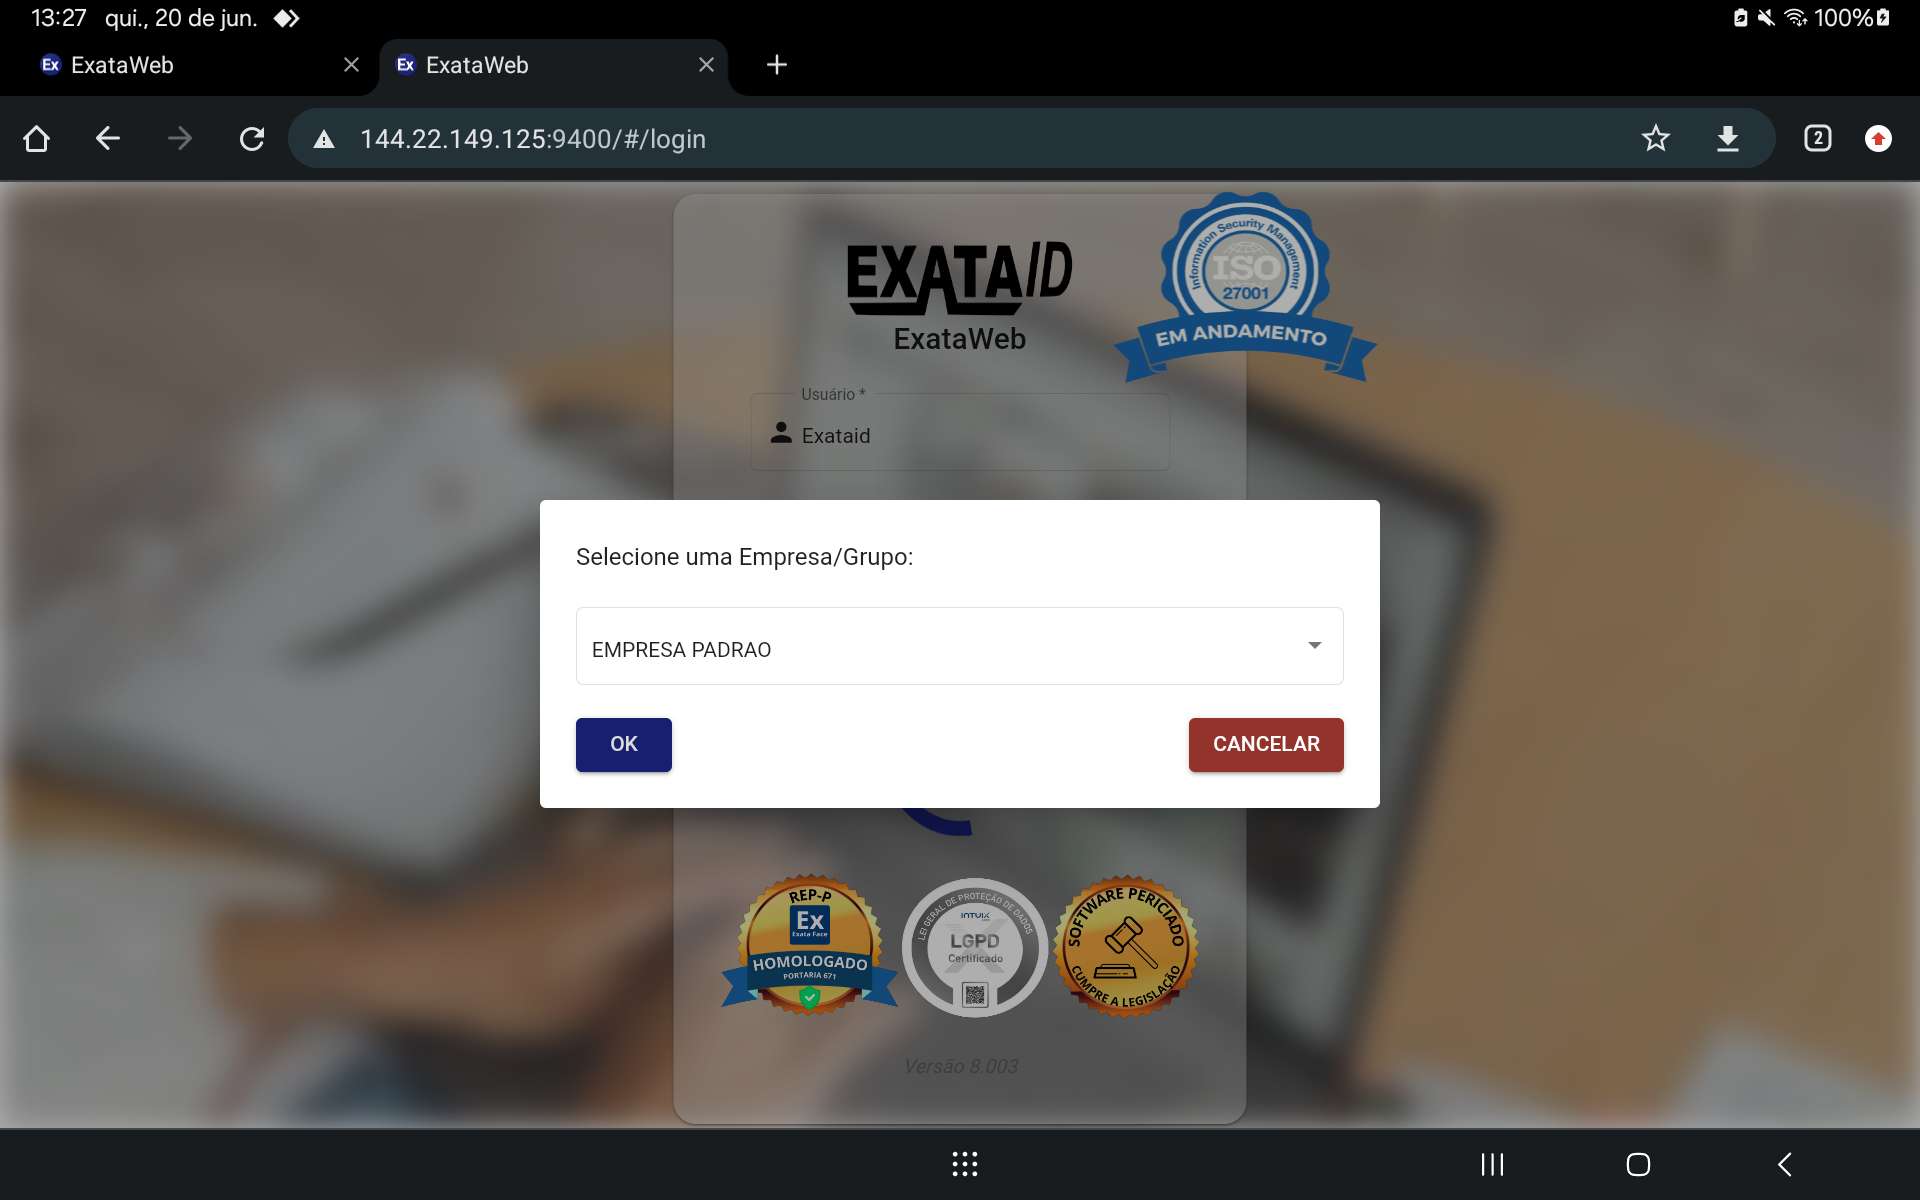 13:27 qui., 20 de jun. 100%
Ex ExataWeb
Ex ExataWeb
144.22.149.125:9400/#/login
2
EXATAID
ExataWeb
Information Security Management
ISO
27001
EM ANDAMENTO
Usuário *
Exataid
Selecione uma Empresa/Grupo:
EMPRESA PADRAO
OK
CANCELAR
REP-P
Ex
Exata Face
HOMOLOGADO
PORTARIA 671
LEI GERAL DE PROTEÇÃO DE DADOS
INTUIX
LGPD
Certificado
SOFTWARE PERICIADO
CUMPRE A LEGISLAÇÃO
Versão 8.003